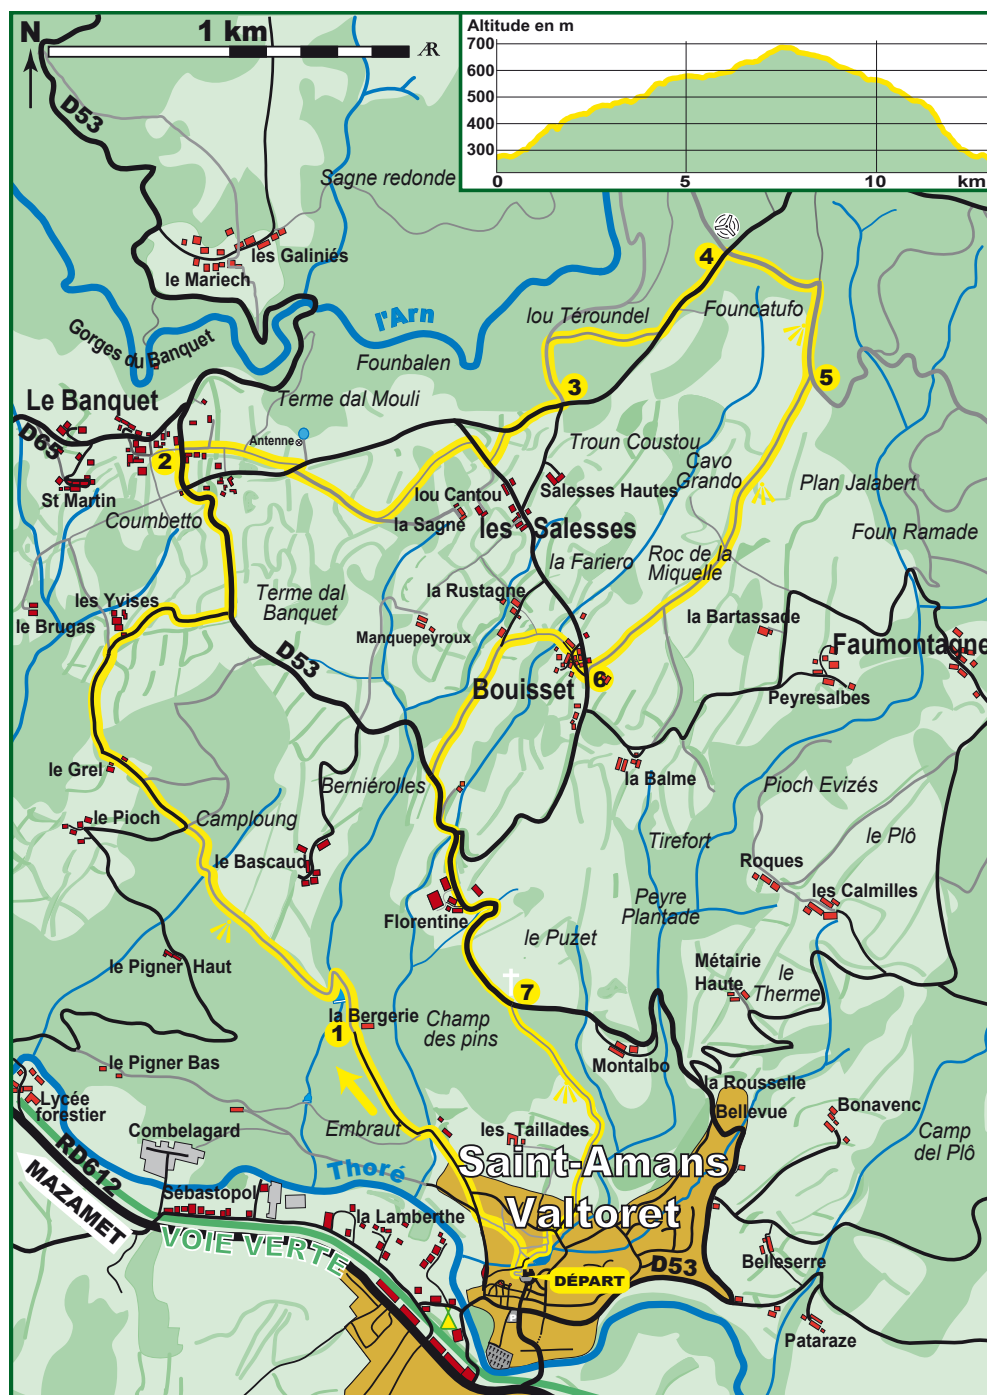 N
1 km
AR
Altitude en m
700
600
500
400
300
0
5
10
km
D53
Sagne redonde
les Galiniés
le Mariech
l'Arn
Gorges du Banquet
Founbalen
lou Téroundel
Founcatufo
4
5
3
Le Banquet
D65
Terme dal Mouli
Antenne
2
St Martin
Coumbetto
Troun Coustou
Cavo
Grando
Salesses Hautes
Plan Jalabert
lou Cantou
la Sagne
les Salesses
Foun Ramade
la Fariero
Roc de la
Miquelle
les Yvises
le Brugas
Terme dal
Banquet
la Rustagne
Manquepeyroux
la Bartassade
Faumontagne
D53
Bouisset
6
Peyresalbes
le Grel
Berniérolles
la Balme
Pioch Evizés
le Pioch
Camploung
le Bascaud
Tirefort
le Plô
Roques
les Calmilles
Florentine
Peyre
Plantade
le Puzet
le Pigner Haut
Métairie
Haute
le
Therme
7
la Bergerie
1
Champ
des pins
Montalbo
le Pigner Bas
la Rousselle
Bellevue
Bonavenc
Lycée
forestier
Combelagard
Embraut
les Taillades
Camp
del Plô
RD612
MAZAMET
Thoré
Saint-Amans
Valtoret
Sébastopol
la Lamberthe
VOIE VERTE
DÉPART
D53
Belleserre
Pataraze